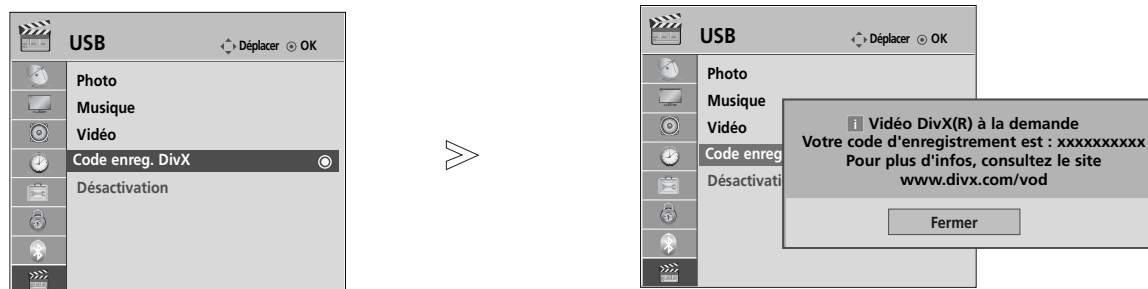 USB
Déplacer OK
Photo
Musique
Vidéo
Code enreg. DivX
Désactivation
USB
Déplacer OK
Photo
Musique
Vidéo
Code enreg
Désactivati
i Vidéo DivX(R) à la demande
Votre code d'enregistrement est : xxxxxxxxxx
Pour plus d'infos, consultez le site
www.divx.com/vod
Fermer